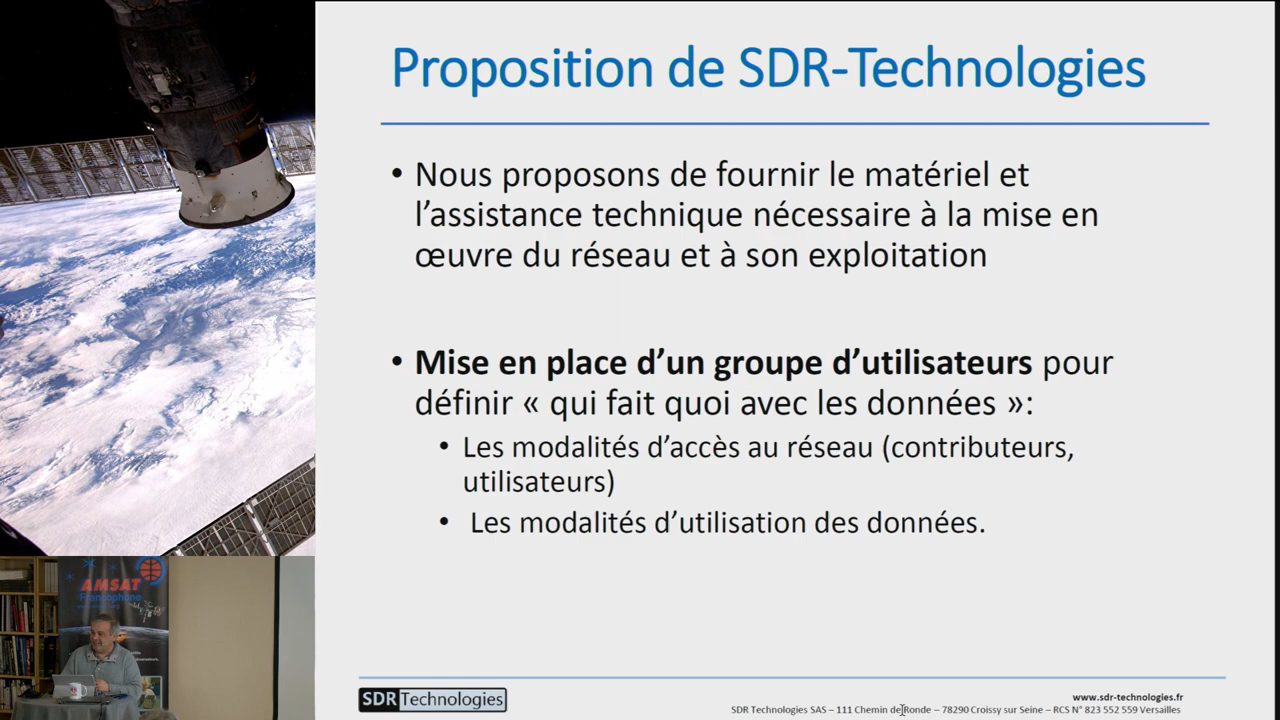 Proposition de SDR-Technologies
• Nous proposons de fournir le matériel et
l’assistance technique nécessaire à la mise en
œuvre du réseau et à son exploitation
• Mise en place d’un groupe d’utilisateurs pour
définir « qui fait quoi avec les données »:
• Les modalités d’accès au réseau (contributeurs,
utilisateurs)
• Les modalités d’utilisation des données.
AMSAT
Francophone
SDR Technologies
www.sdr-technologies.fr
SDR Technologies SAS – 111 Chemin de Ronde – 78290 Croissy sur Seine – RCS N° 823 552 559 Versailles